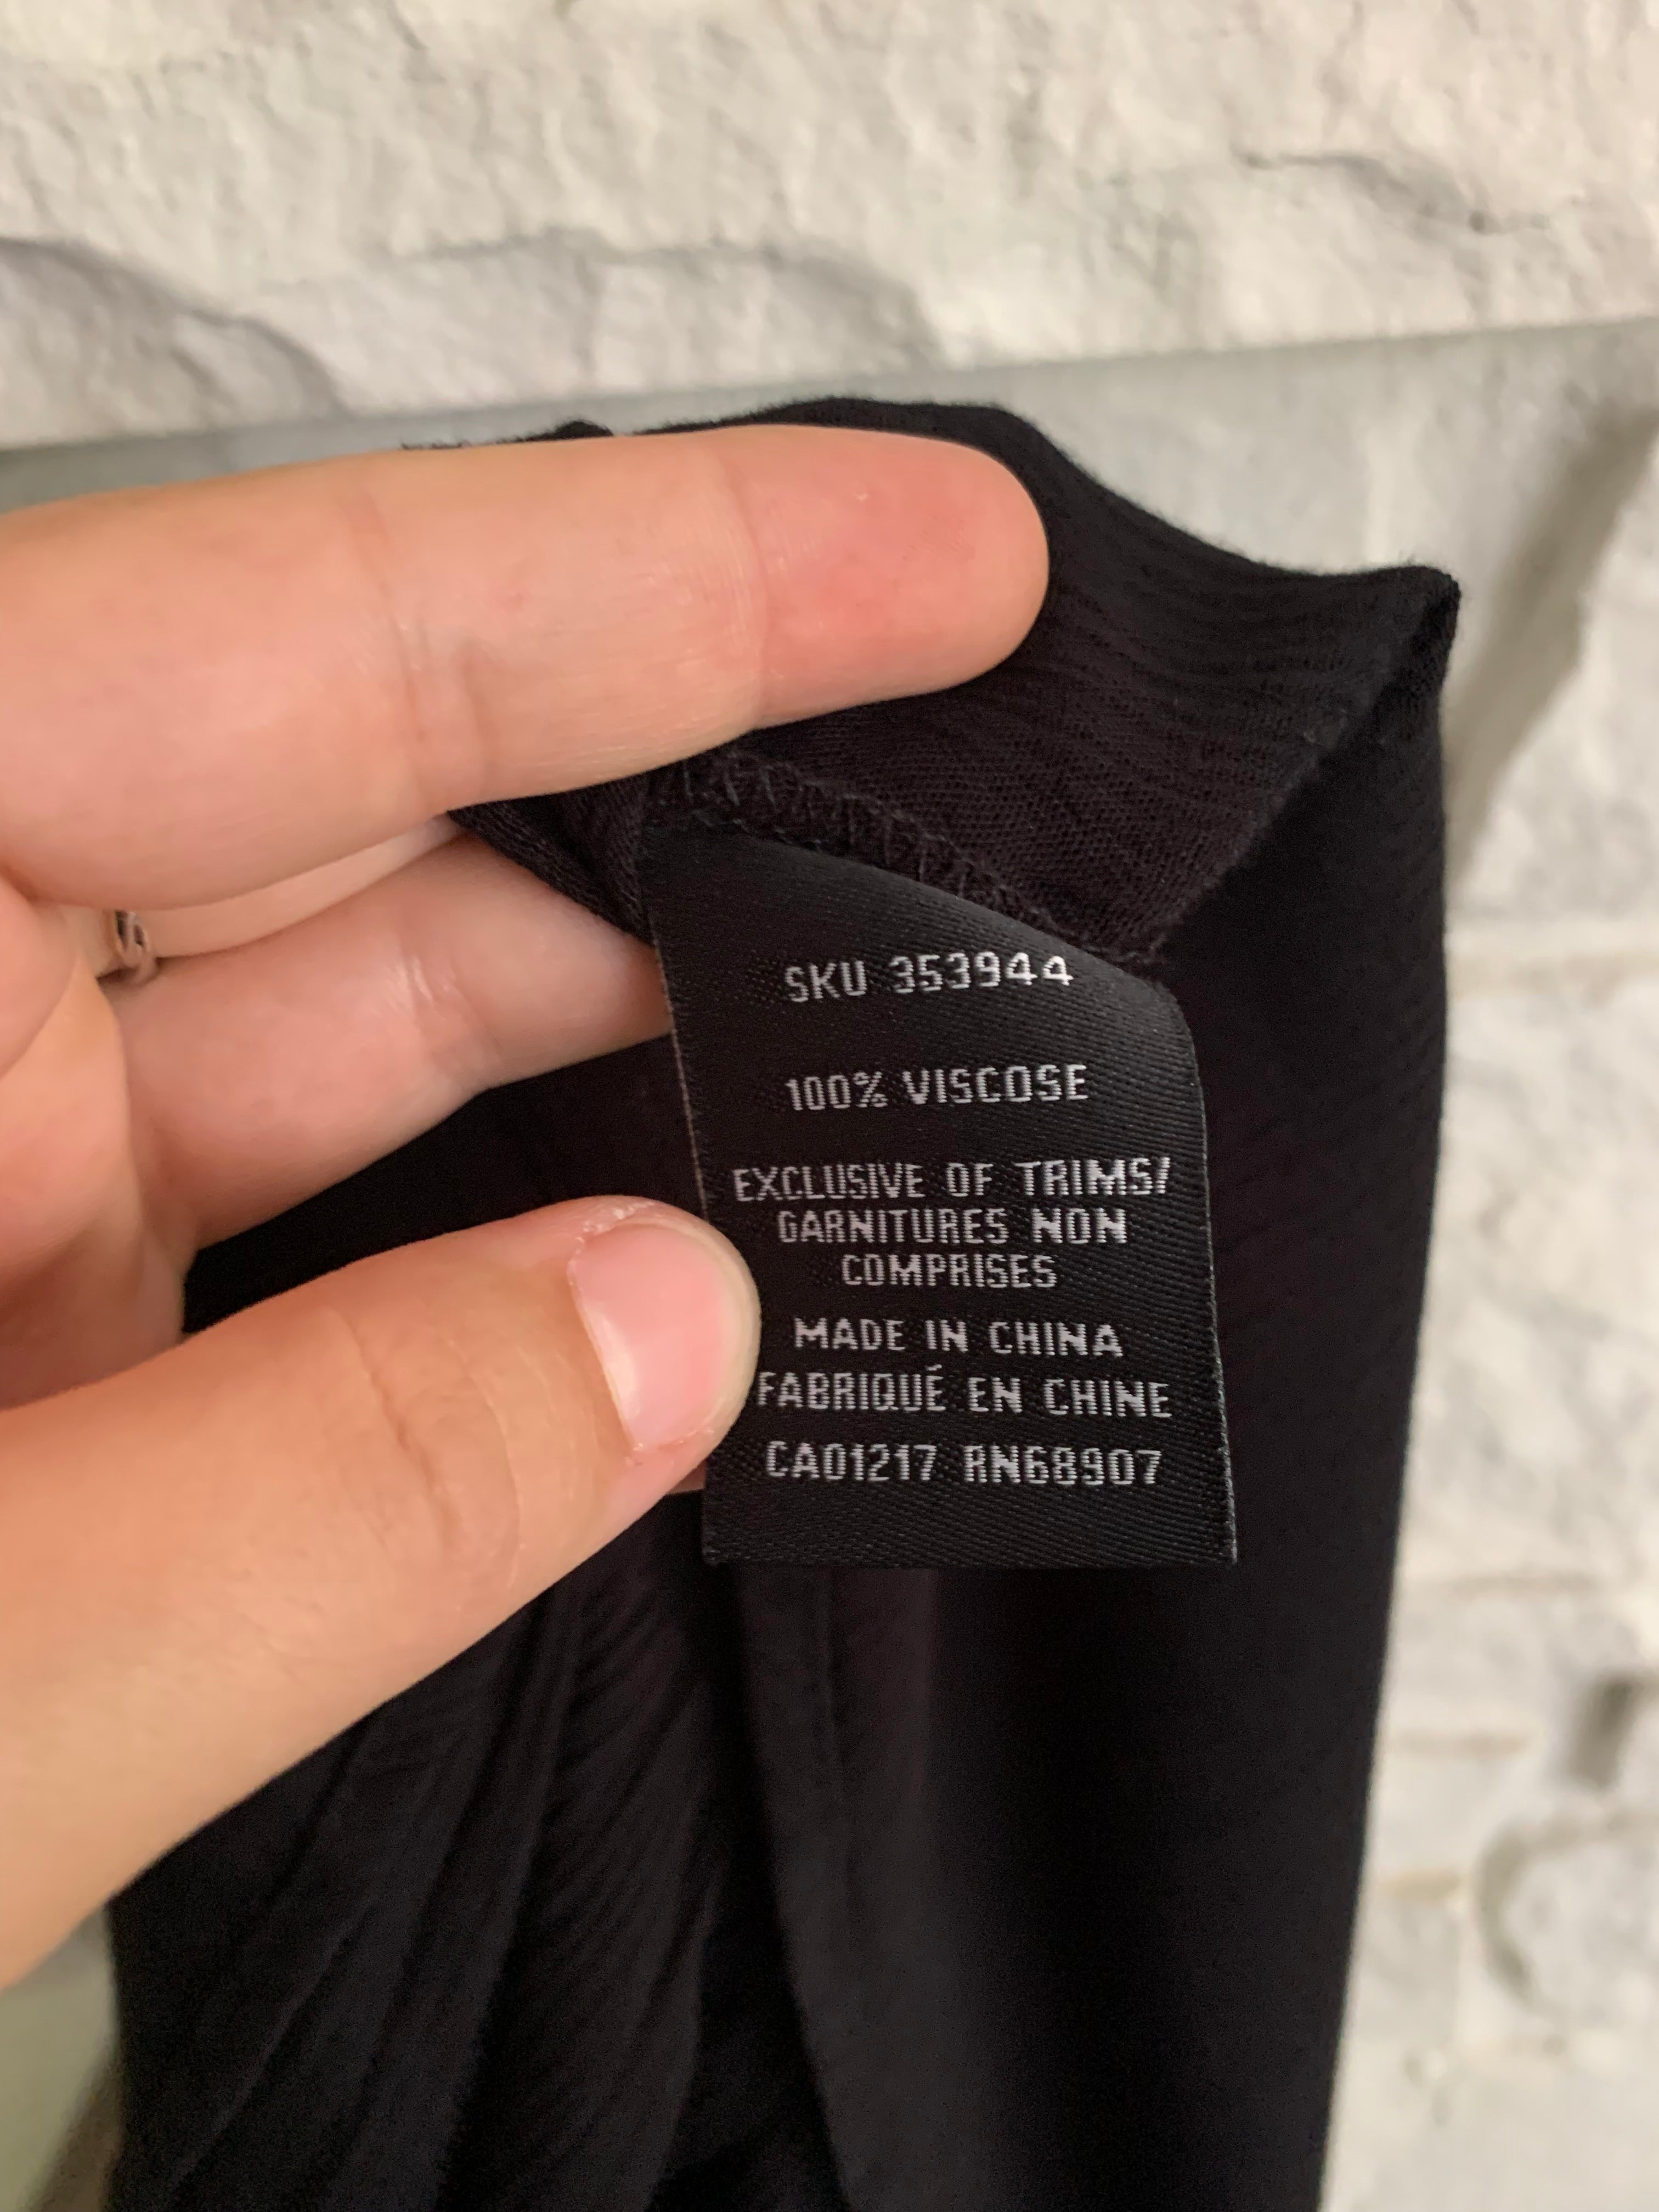 SKU 353944
100% VISCOSE
EXCLUSIVE OF TRIMS/
GARNITURES NON
COMPRISES
MADE IN CHINA
FABRIQUÉ EN CHINE
CA01217 RN68907